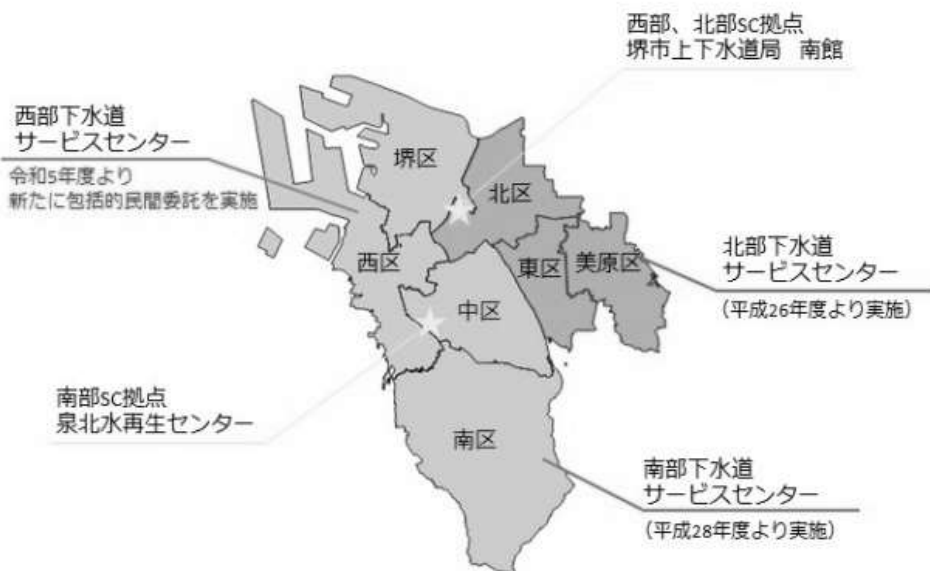 西部、北部SC拠点
堺市上下水道局 南館
西部下水道
サービスセンター
令和5年度より
新たに包括的民間委託を実施
堺区
北区
西区
東区
美原区
中区
北部下水道
サービスセンター
（平成26年度より実施）
南部SC拠点
泉北水再生センター
南区
南部下水道
サービスセンター
（平成28年度より実施）